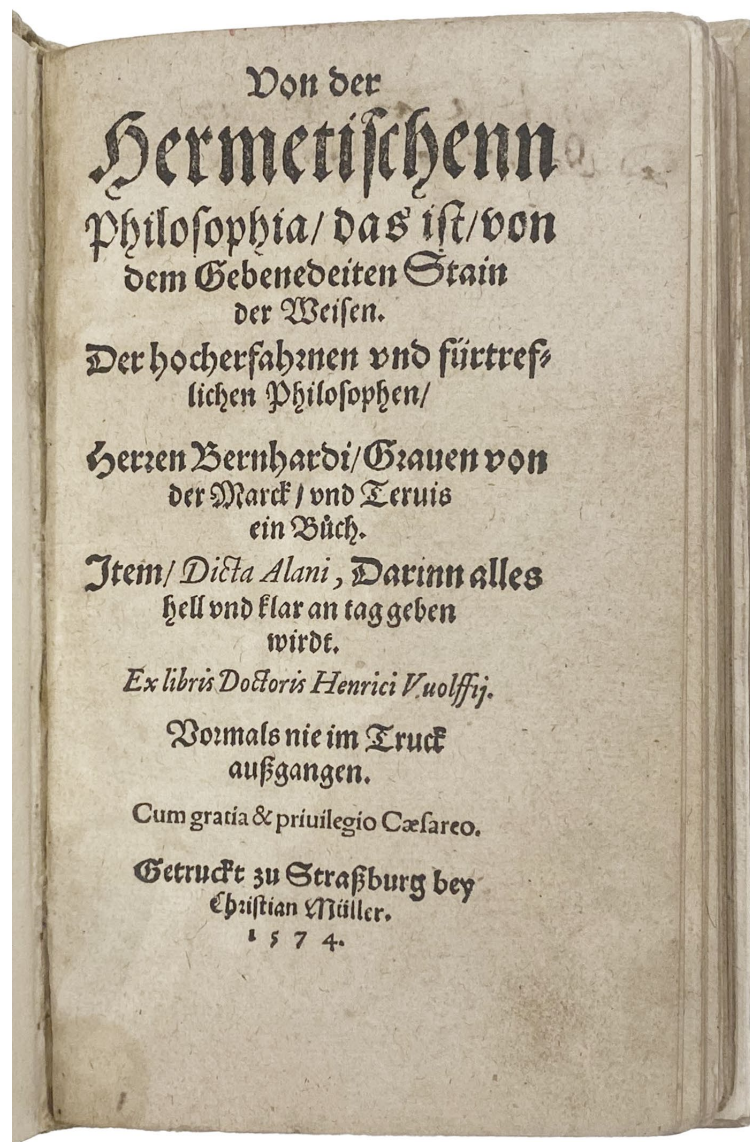 Von der
Hermetischenn
Philosophia/ das ist/ von
dem Gebenedeiten Stain
der Weisen.
Der hocherfahrnen vnd fürtref⸗
lichen Philosophen/
Herren Bernhardi/ Grauen von
der Marck/ vnd Teruis
ein Bůch.
Item/ Dicta Alani, Darinn alles
hell vnd klar an tag geben
wirdt.
Ex libris Doctoris Henrici Vuolffij.
Vormals nie im Truck
außgangen.
Cum gratia & priuilegio Cæsareo.
Getruckt zu Straßburg bey
Christian Müller.
1574.